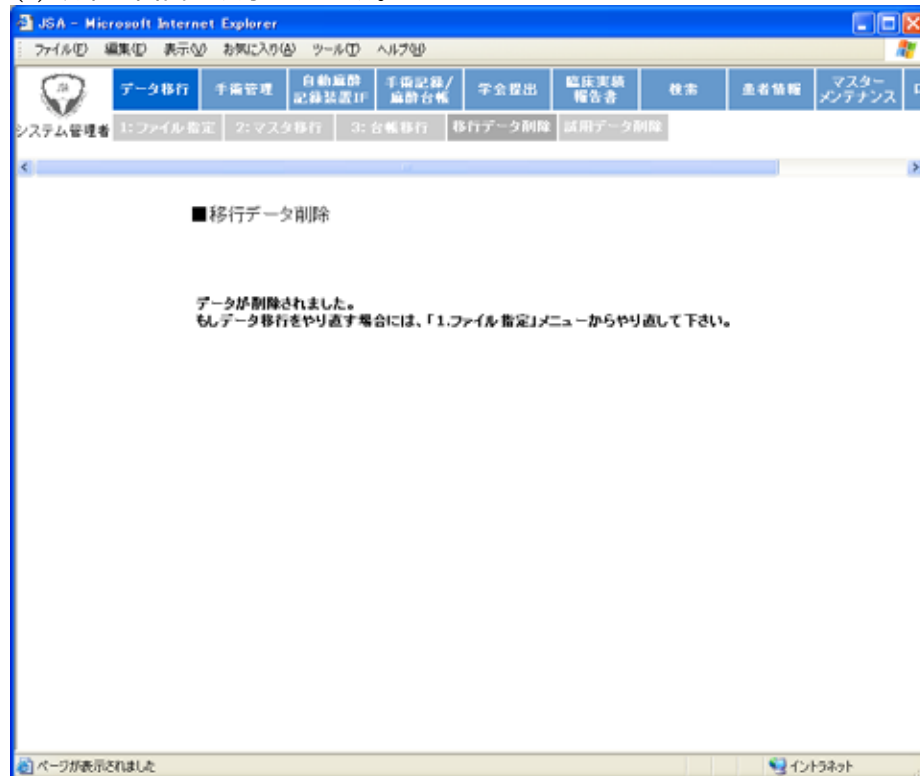 JSA - Microsoft Internet Explorer
ファイル(F) 編集(E) 表示(V) お気に入り(A) ツール(T) ヘルプ(H)
データ移行 手術管理 自動麻酔記録装置IF 手術記録/麻酔台帳 学会提出 臨床実績報告書 検索 患者情報 マスターメンテナンス
システム管理者 1:ファイル指定 2:マスタ移行 3:台帳移行 移行データ削除 試用データ削除
■移行データ削除
データが削除されました。
もしデータ移行をやり直す場合には、「1.ファイル指定」メニューからやり直して下さい。
ページが表示されました イントラネット